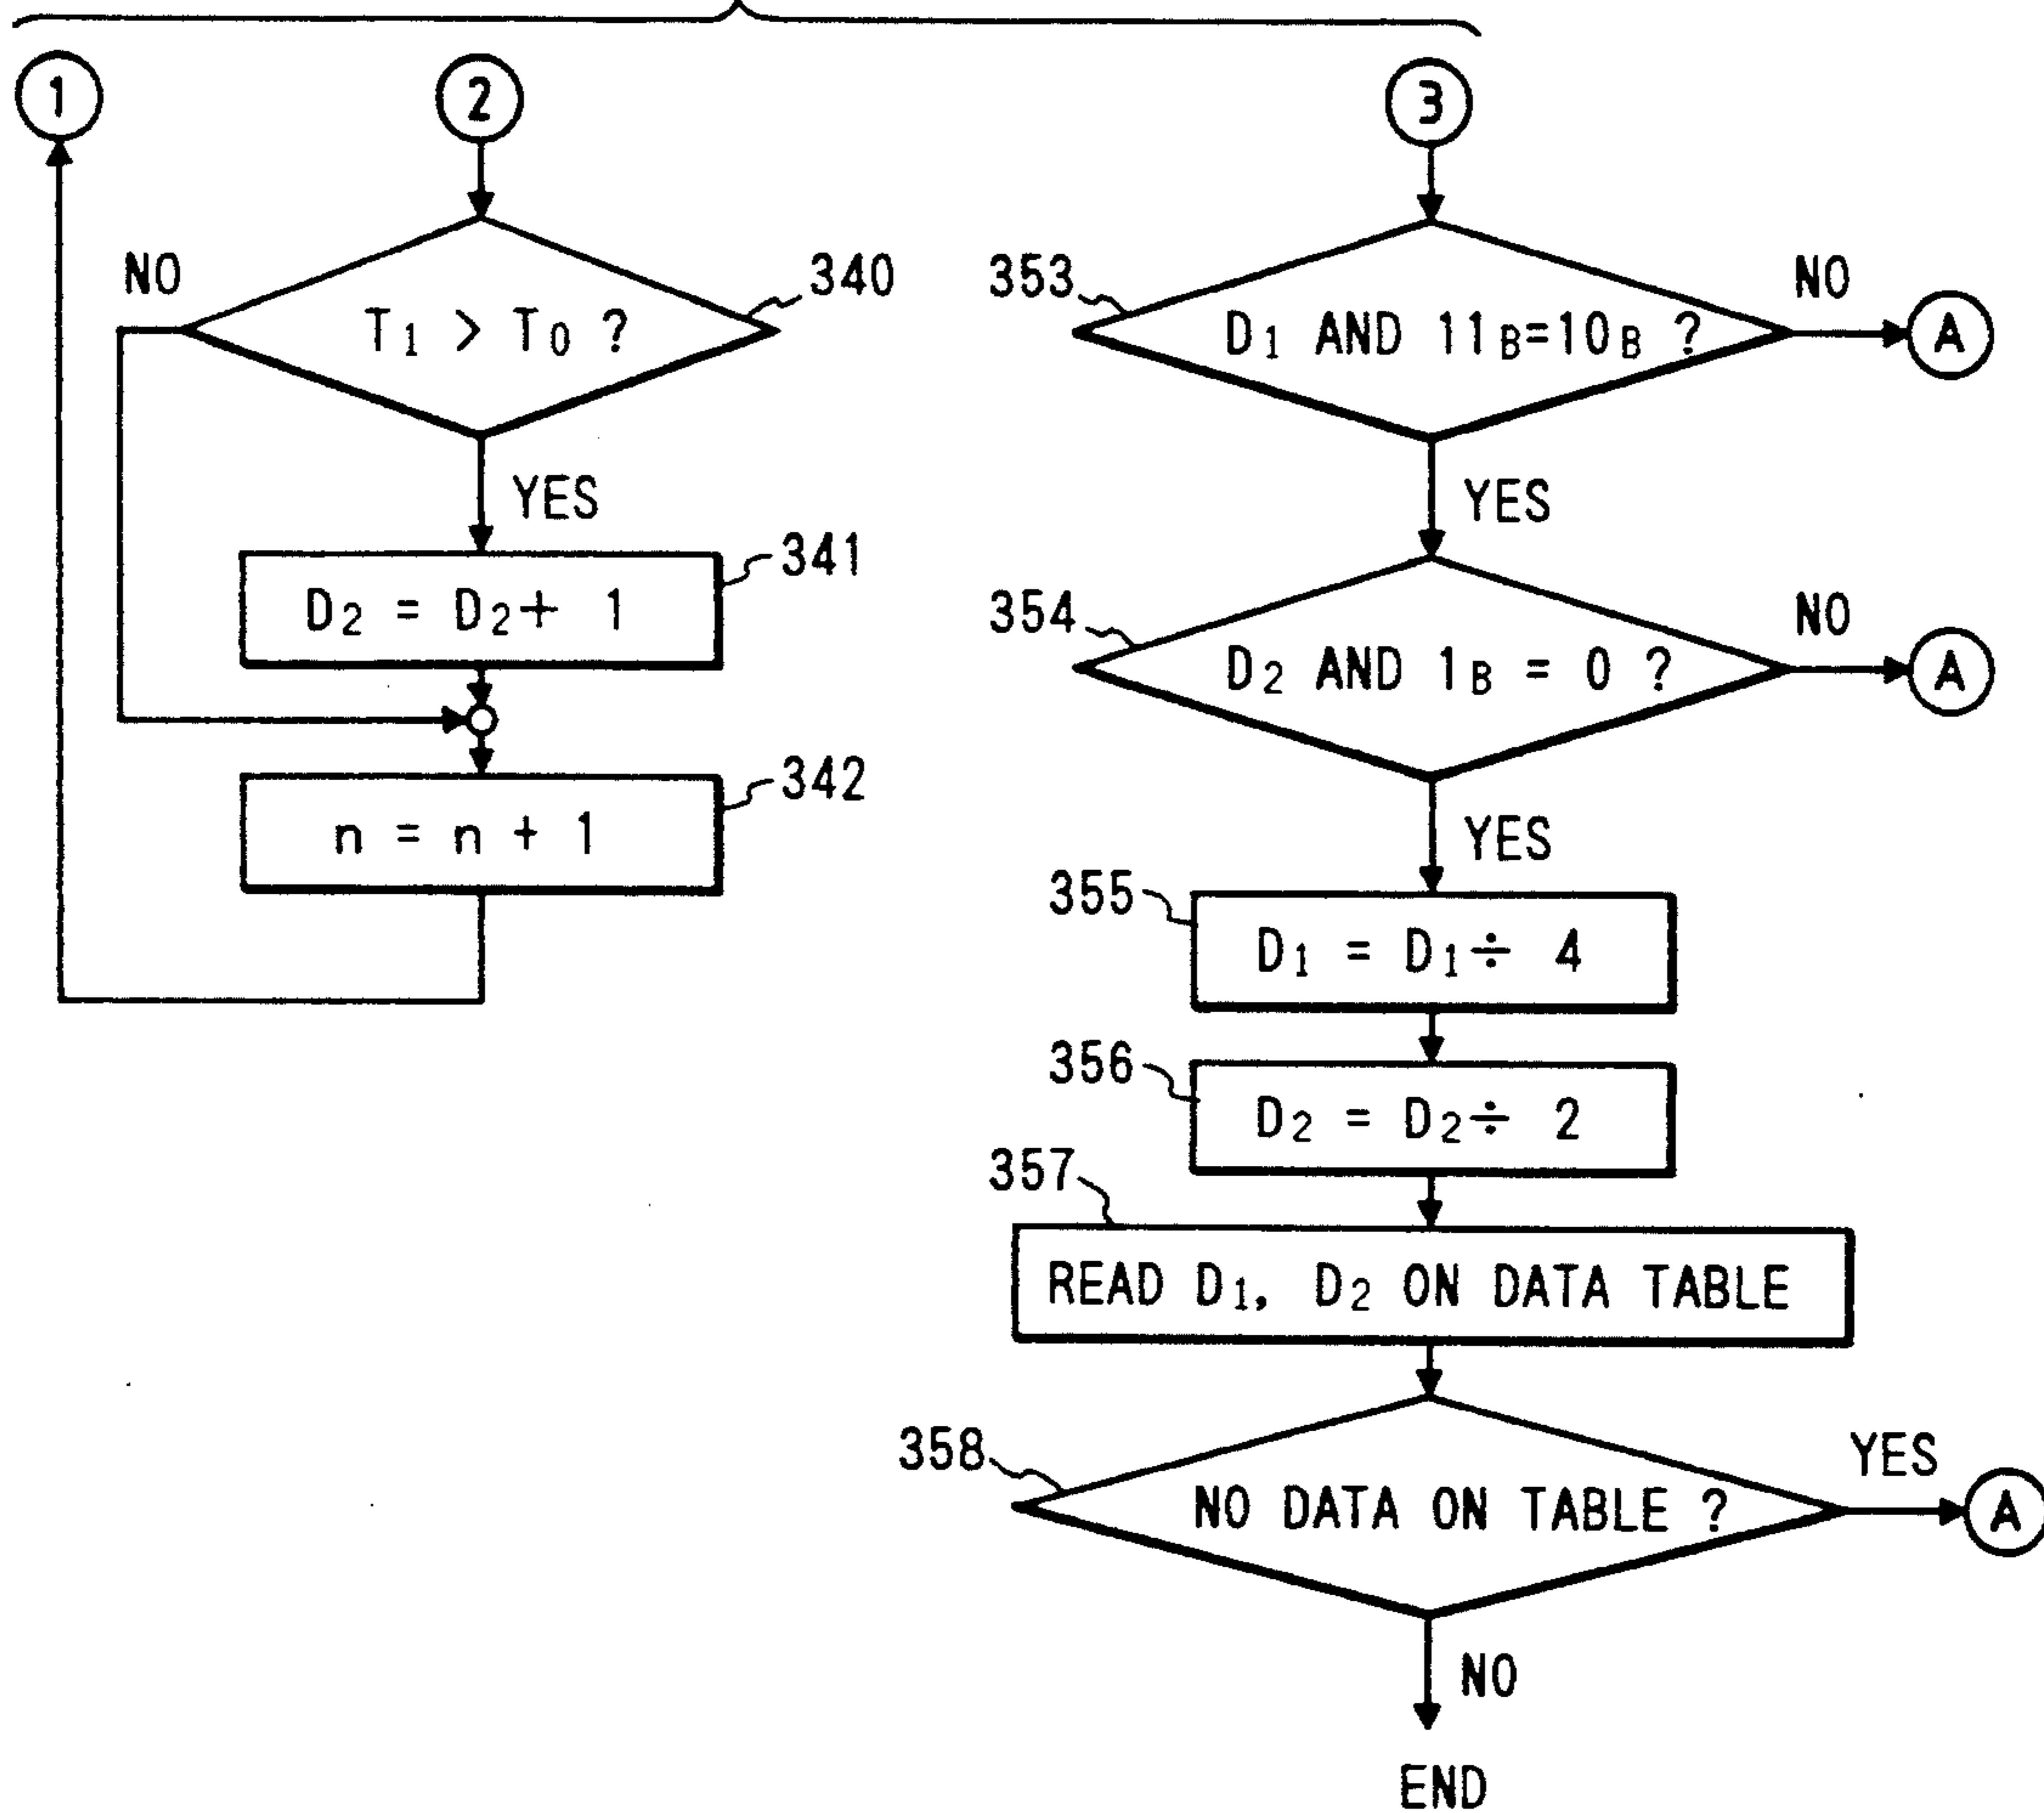 1
2
3
NO
T1 > T0 ?
340
YES
341
D2 = D2 + 1
342
n = n + 1
353
D1 AND 11B=10B ?
NO
A
YES
354
D2 AND 1B = 0 ?
NO
A
YES
355
D1 = D1 ÷ 4
356
D2 = D2 ÷ 2
357
READ D1, D2 ON DATA TABLE
358
NO DATA ON TABLE ?
YES
A
NO
END